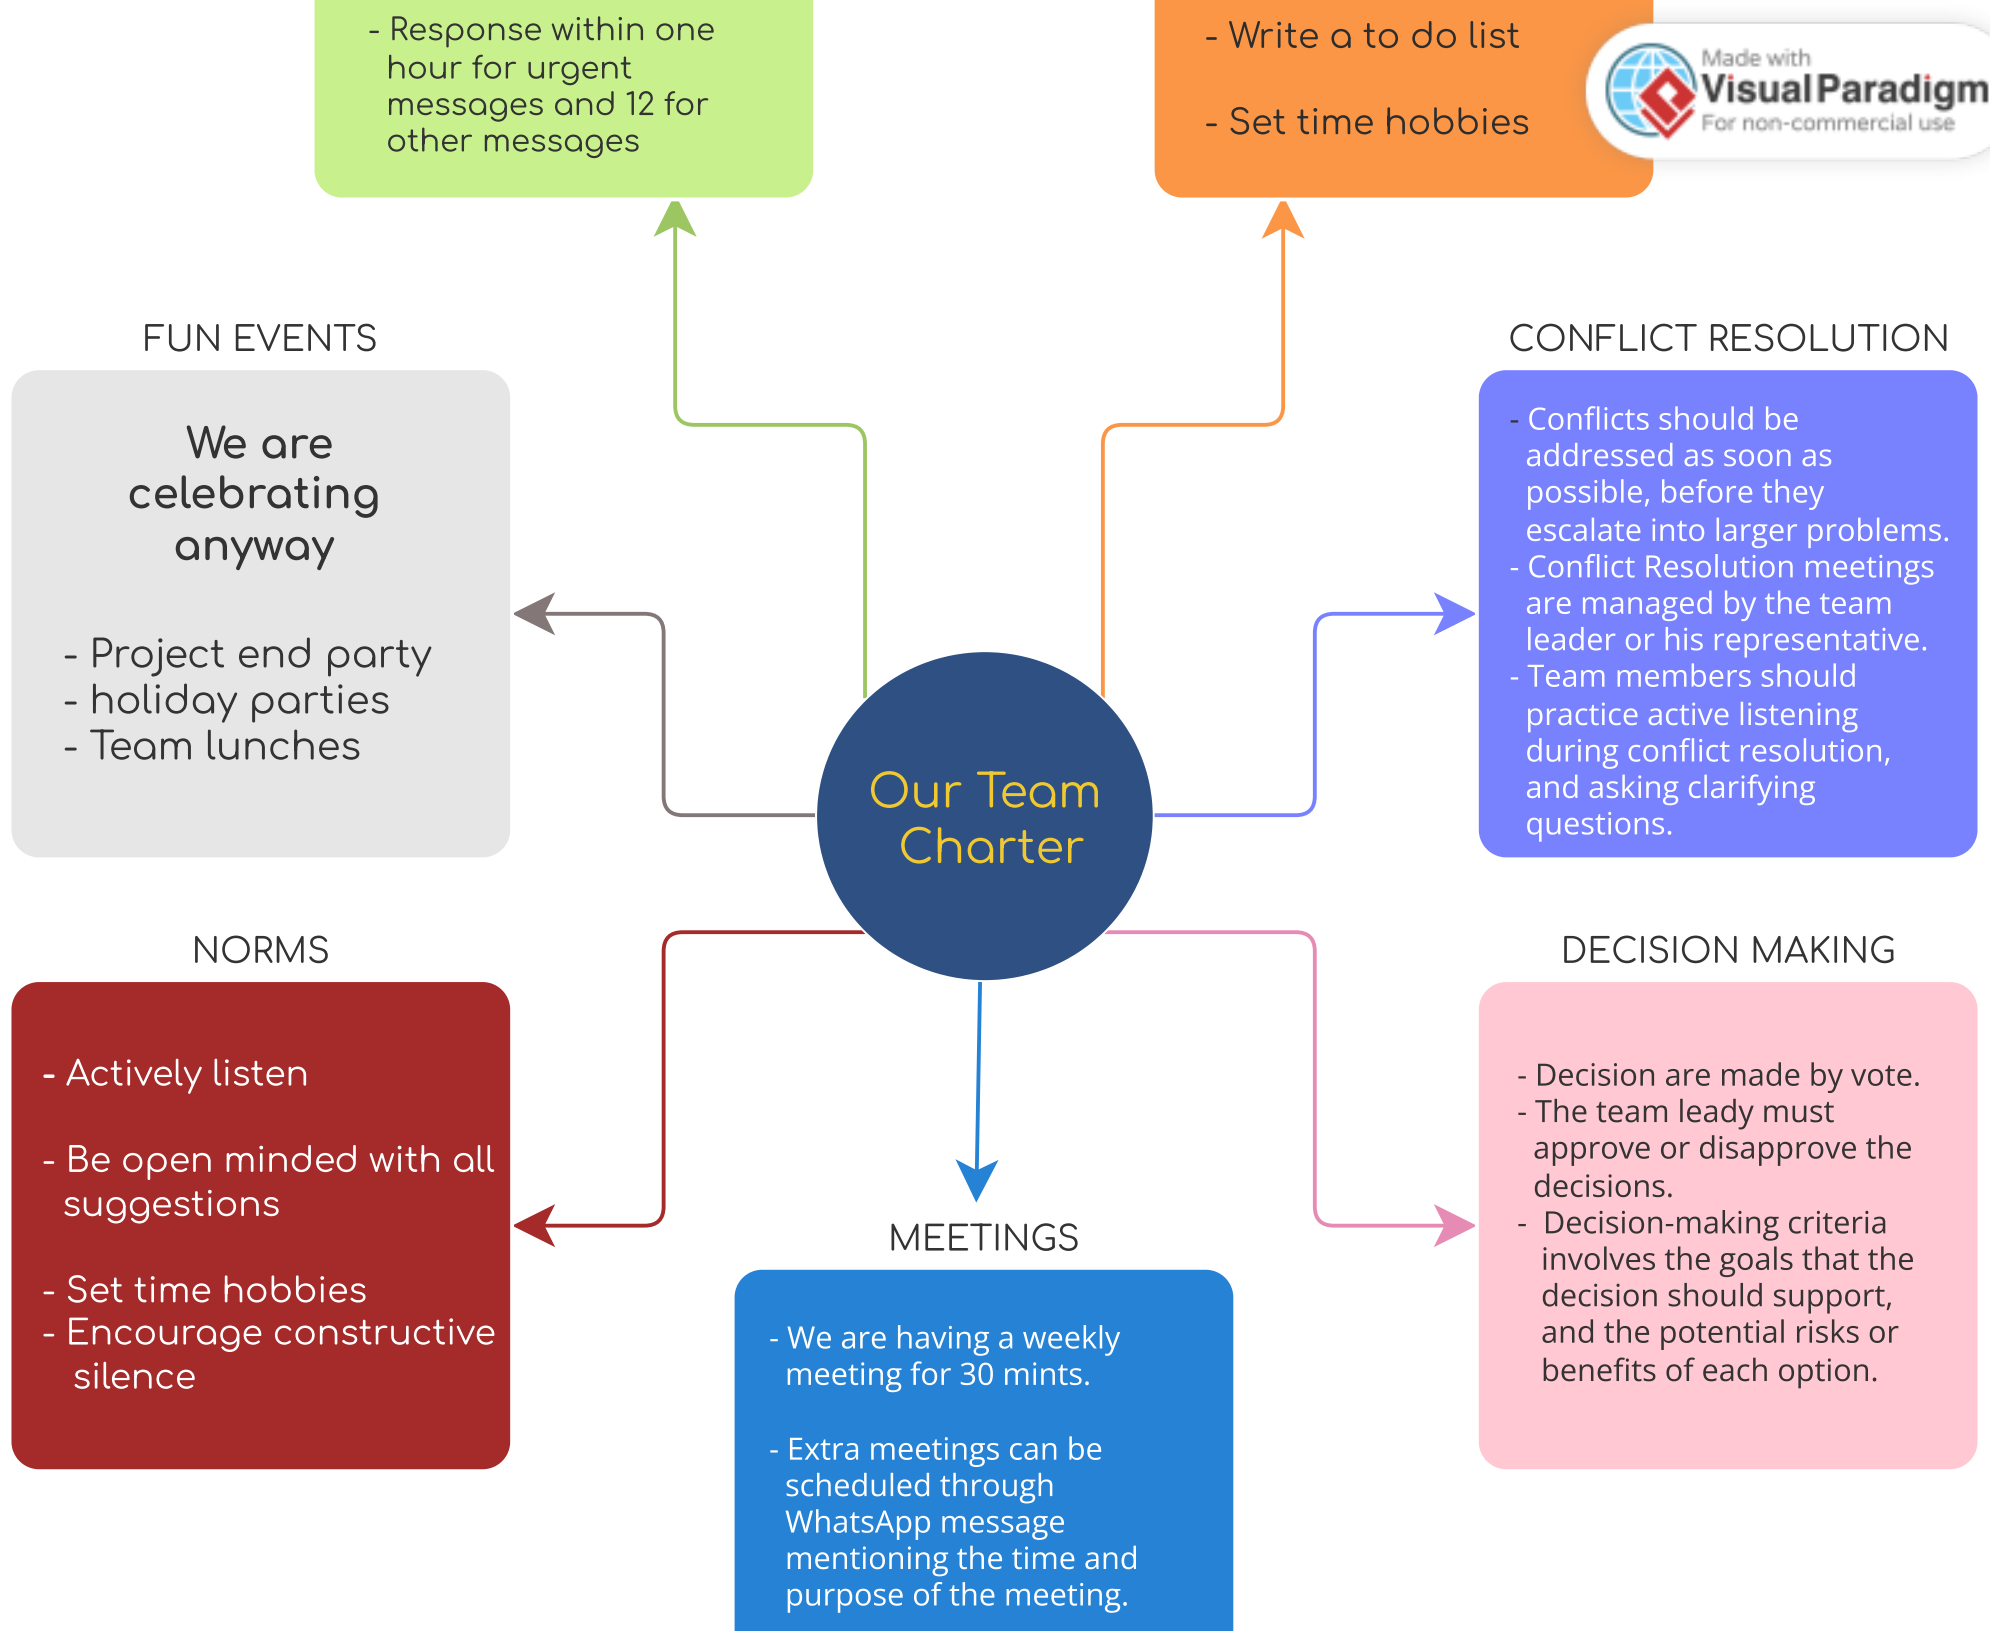 - Response within one
hour for urgent
messages and 12 for
other messages
- Write a to do list
- Set time hobbies
Made with
Visual Paradigm
For non-commercial use
FUN EVENTS
We are
celebrating
anyway
- Project end party
- holiday parties
- Team lunches
CONFLICT RESOLUTION
- Conflicts should be
addressed as soon as
possible, before they
escalate into larger problems.
- Conflict Resolution meetings
are managed by the team
leader or his representative.
- Team members should
practice active listening
during conflict resolution,
and asking clarifying
questions.
Our Team
Charter
NORMS
- Actively listen
- Be open minded with all
suggestions
- Set time hobbies
- Encourage constructive
silence
MEETINGS
- We are having a weekly
meeting for 30 mints.
- Extra meetings can be
scheduled through
WhatsApp message
mentioning the time and
purpose of the meeting.
DECISION MAKING
- Decision are made by vote.
- The team leady must
approve or disapprove the
decisions.
- Decision-making criteria
involves the goals that the
decision should support,
and the potential risks or
benefits of each option.